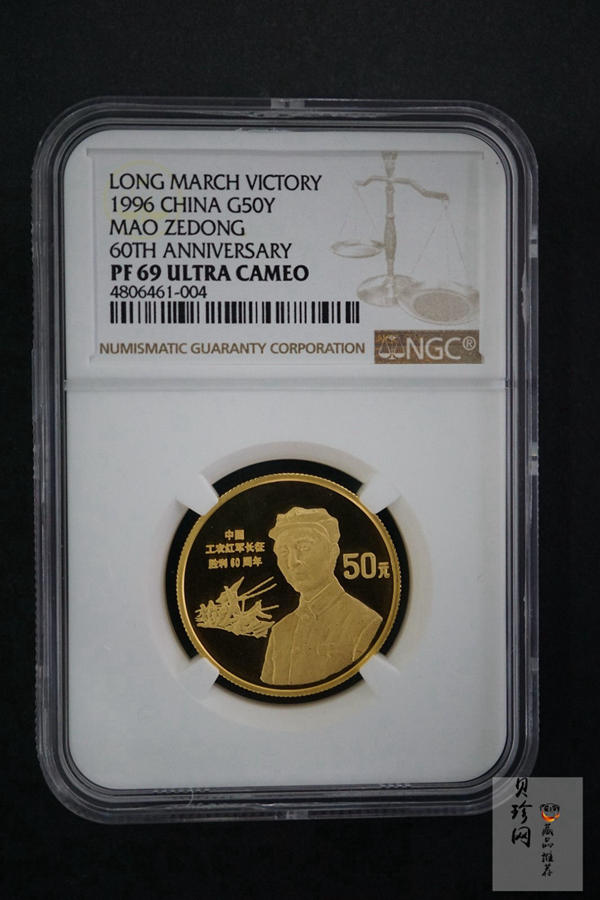 LONG MARCH VICTORY
1996 CHINA G50Y
MAO ZEDONG
60TH ANNIVERSARY
PF 69 ULTRA CAMEO
4806461-004
NUMISMATIC GUARANTY CORPORATION
NGC®
中國
工农红军长征
胜利60周年
50元
贝珍网
藏品推荐